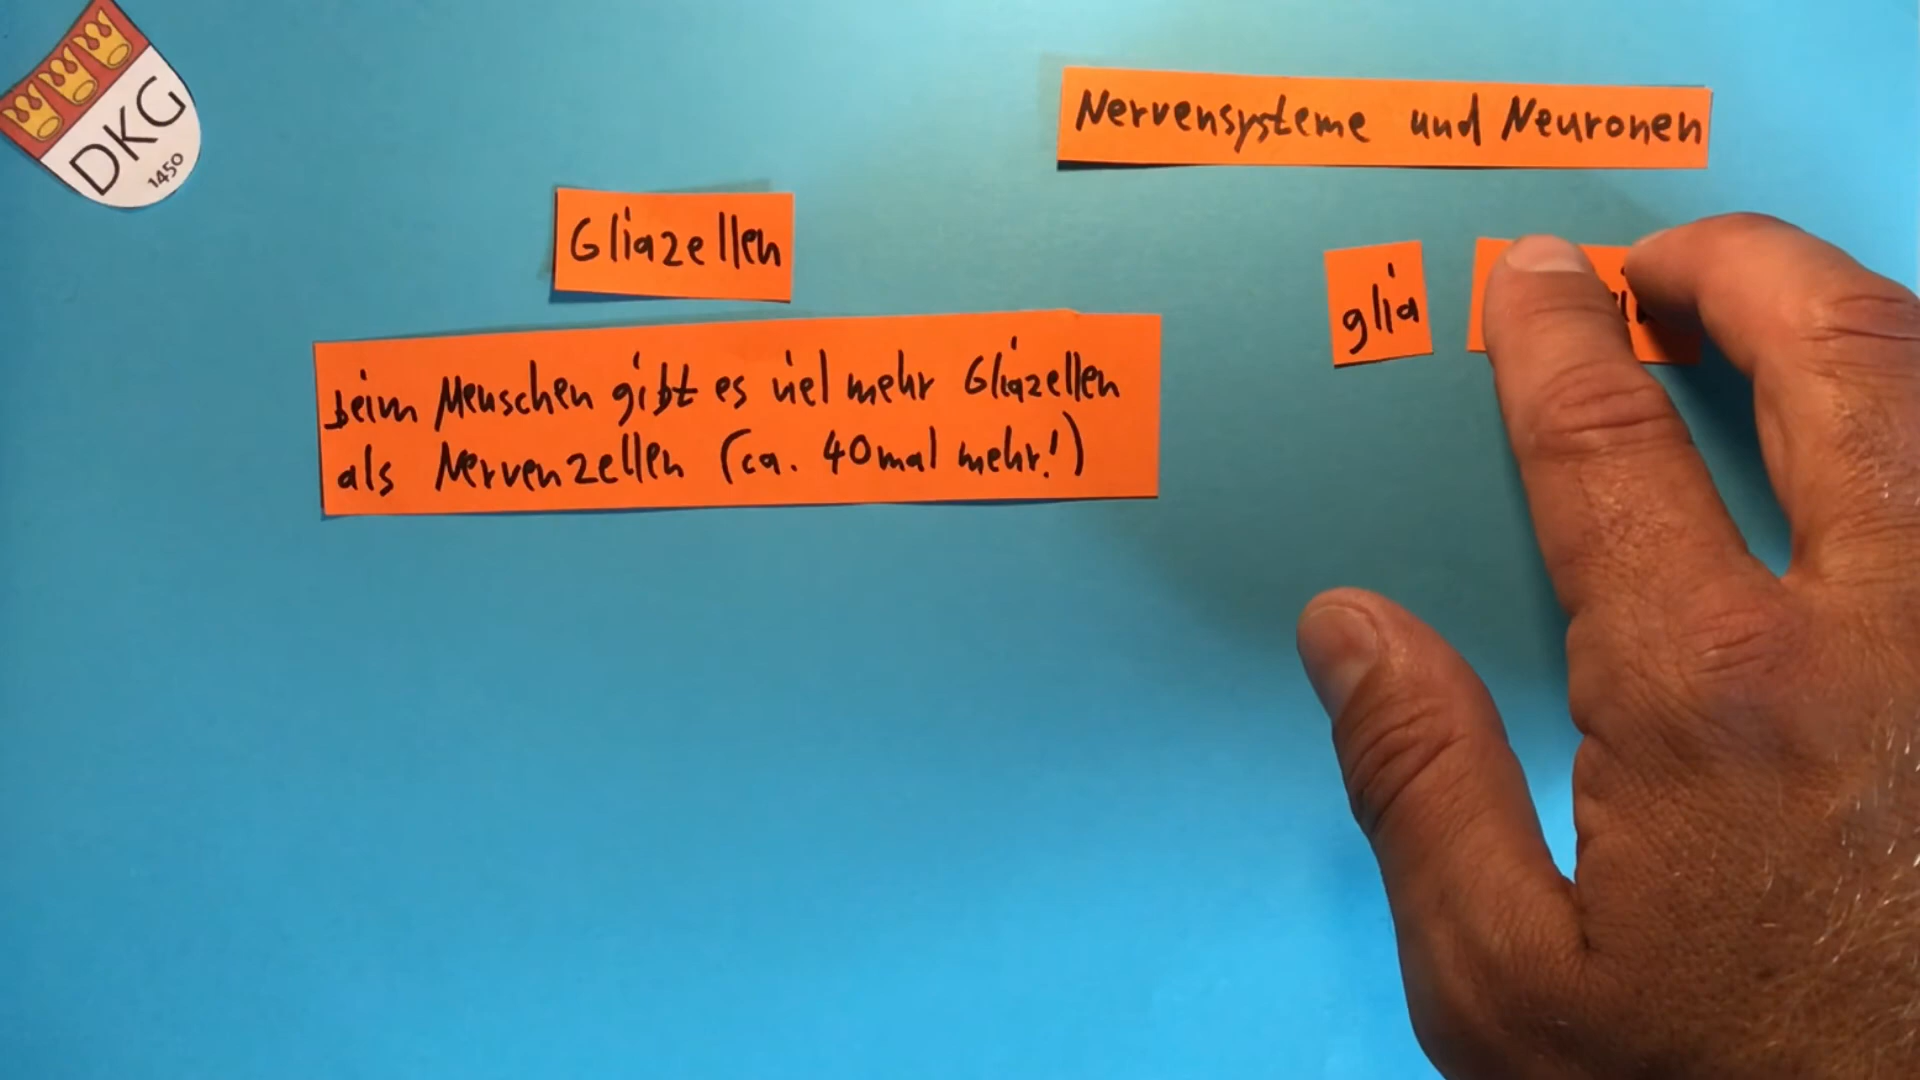 DKG
1450
Nervensysteme und Neuronen
Gliazellen
glia
beim Menschen gibt es viel mehr Gliazellen
als Nervenzellen (ca. 40mal mehr!)